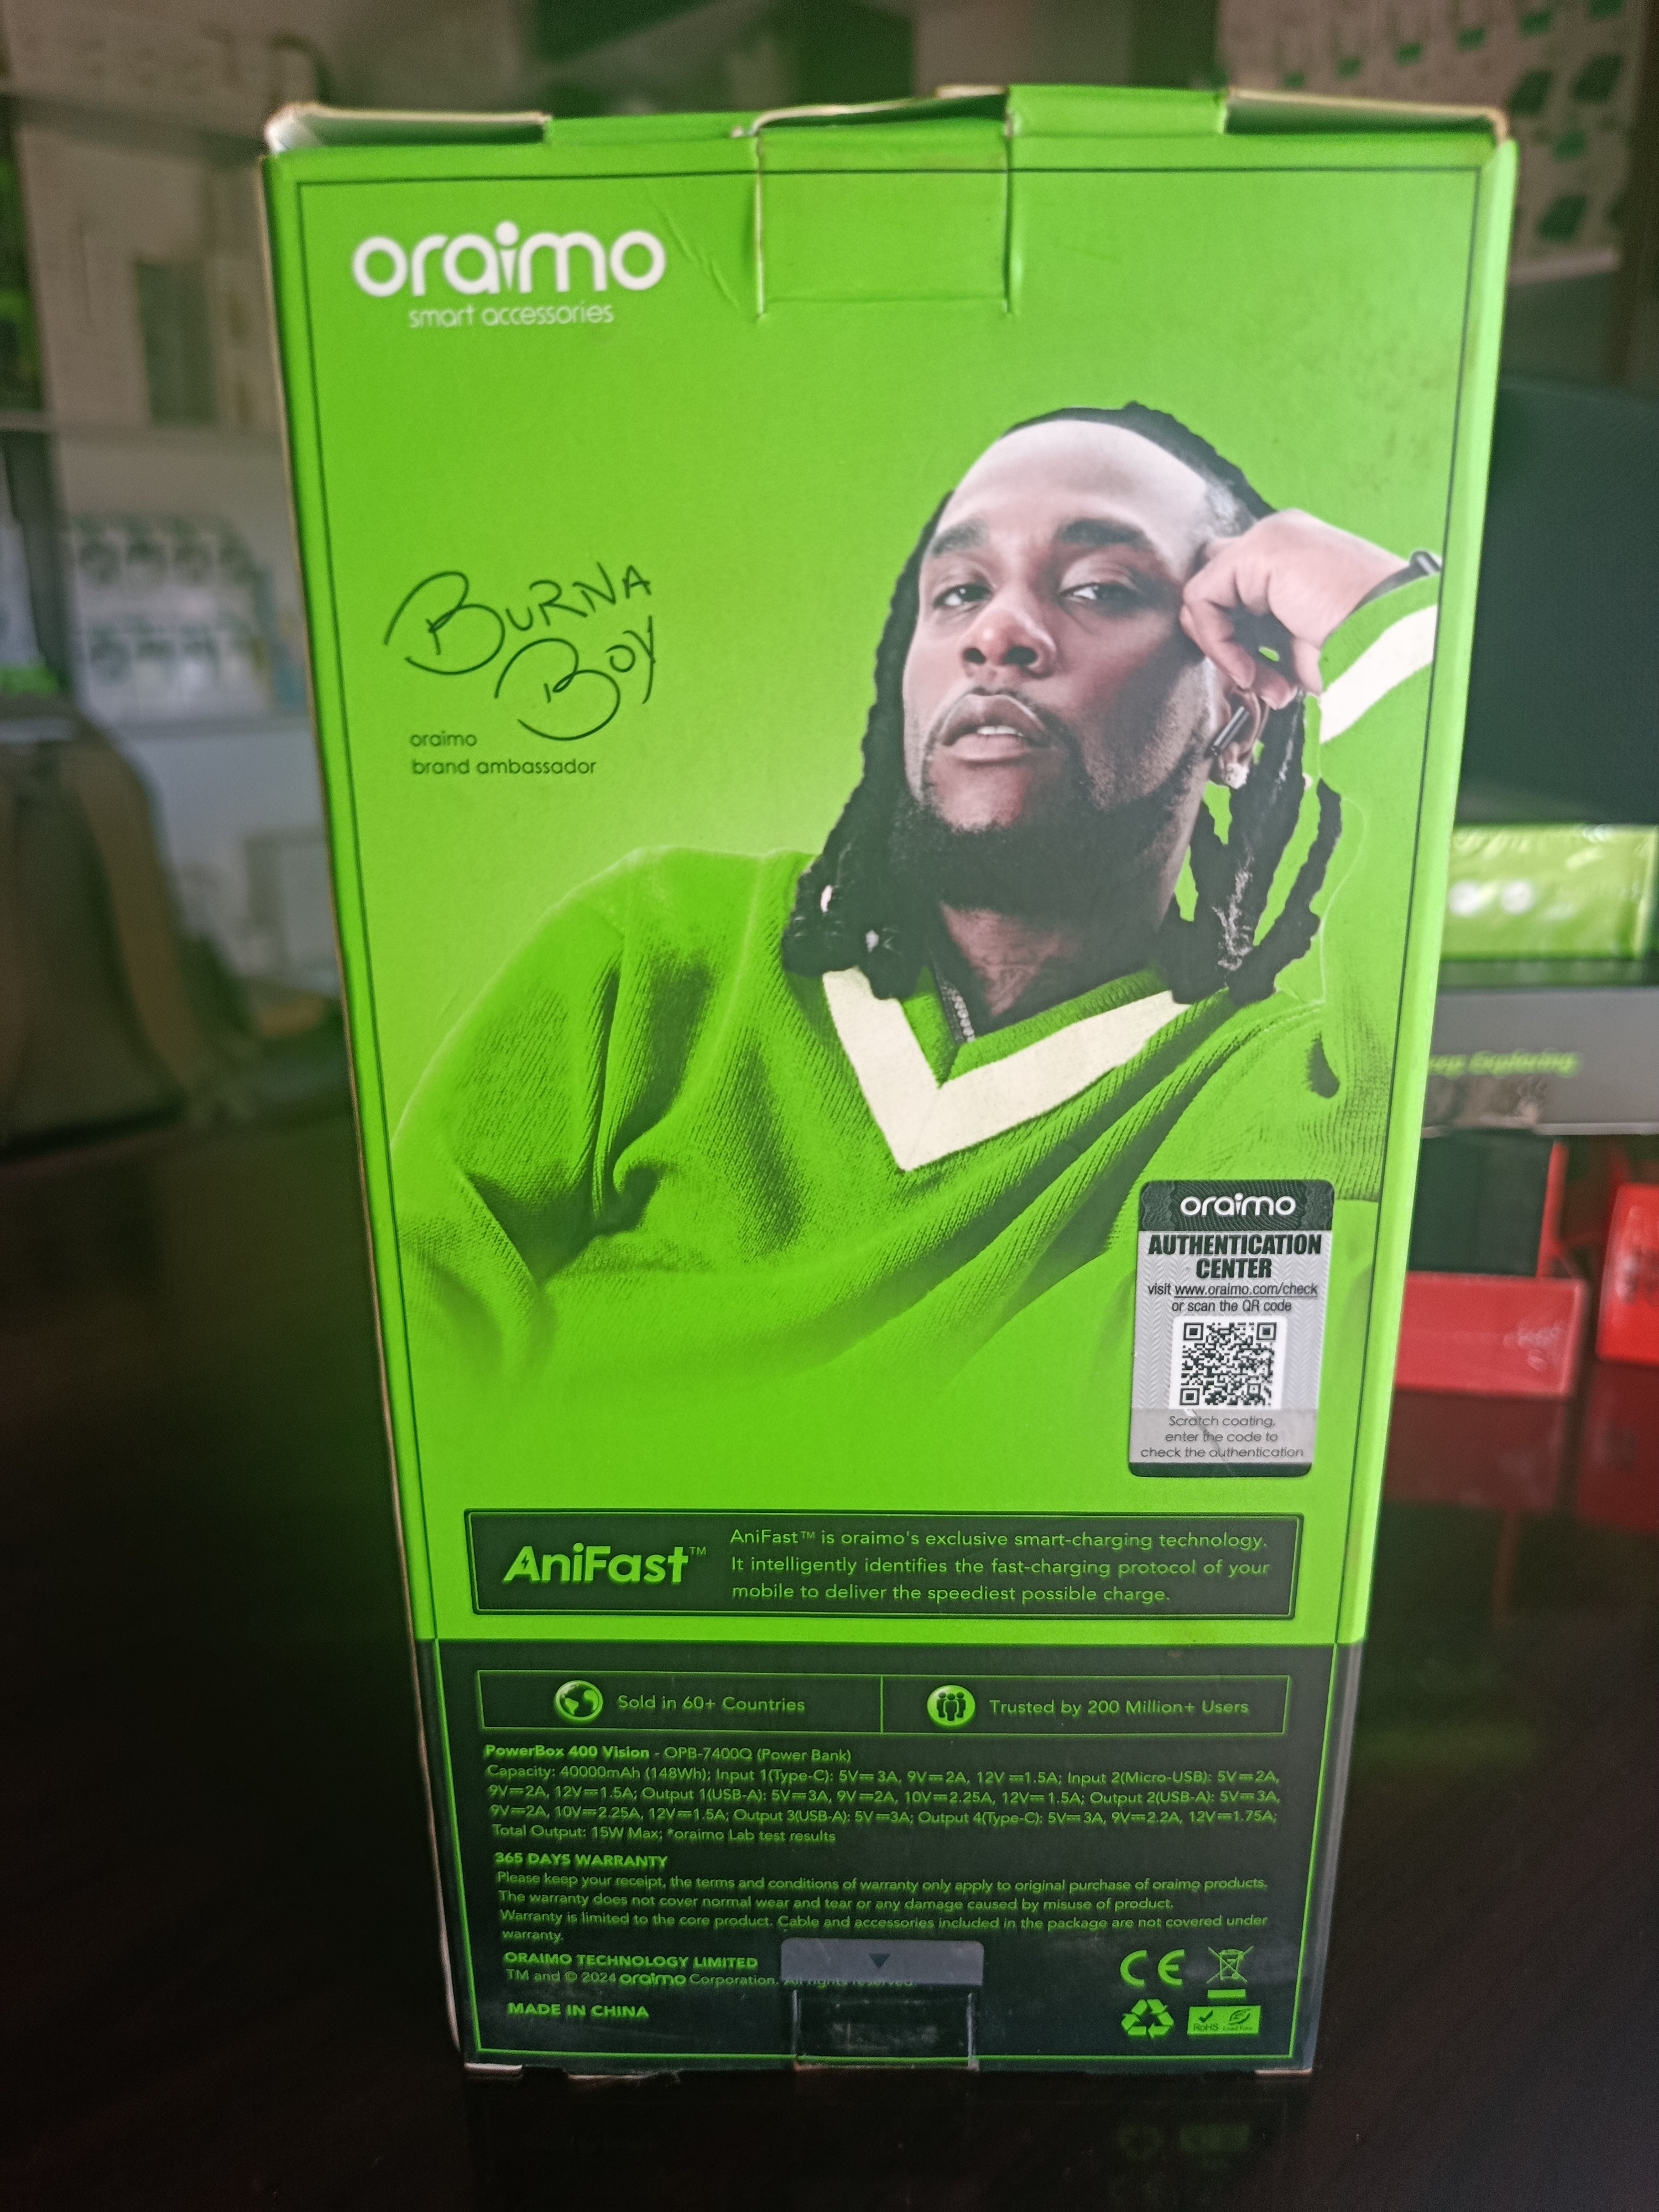 oraimo
smart accessories
BURNA
BOY
oraimo
brand ambassador
oraimo
AUTHENTICATION
CENTER
visit www.oraimo.com/check
or scan the QR code
Scratch coating,
enter the code to
check the authentication
AniFast™
AniFast™ is oraimo's exclusive smart-charging technology.
It intelligently identifies the fast-charging protocol of your
mobile to deliver the speediest possible charge.
Sold in 60+ Countries
Trusted by 200 Million+ Users
PowerBox 400 Vision - OPB-7400Q (Power Bank)
Capacity: 40000mAh (148Wh); Input 1(Type-C): 5V⎓3A, 9V⎓2A, 12V⎓1.5A; Input 2(Micro-USB): 5V⎓2A,
9V⎓2A, 12V⎓1.5A; Output 1(USB-A): 5V⎓3A, 9V⎓2A, 10V⎓2.25A, 12V⎓1.5A; Output 2(USB-A): 5V⎓3A,
9V⎓2A, 10V⎓2.25A, 12V⎓1.5A; Output 3(USB-A): 5V⎓3A; Output 4(Type-C): 5V⎓3A, 9V⎓2.2A, 12V⎓1.75A;
Total Output: 15W Max; *oraimo Lab test results
365 DAYS WARRANTY
Please keep your receipt, the terms and conditions of warranty only apply to original purchase of oraimo products.
The warranty does not cover normal wear and tear or any damage caused by misuse of product.
Warranty is limited to the core product. Cable and accessories included in the package are not covered under
warranty.
ORAIMO TECHNOLOGY LIMITED
TM and © 2024 oraimo Corporation. All rights reserved.
MADE IN CHINA
CE
RoHS
Lead Free
Keep Exploring